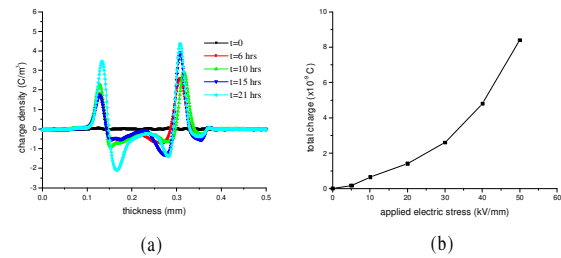 6
5
4
3
2
1
0
-1
-2
-3
charge density (C/m³)
0.0 0.1 0.2 0.3 0.4 0.5
thickness (mm)
t=0
t=6 hrs
t=10 hrs
t=15 hrs
t=21 hrs
(a)
10
8
6
4
2
0
total charge (x10⁻⁹ C)
0 10 20 30 40 50 60
applied electric stress (kV/mm)
(b)